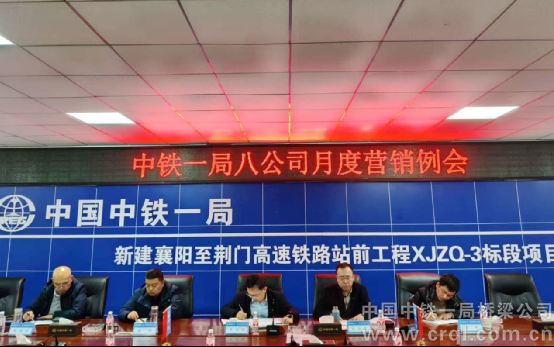 中铁一局八公司月度营销例会
中国中铁一局
新建襄阳至荆门高速铁路站前工程XJZQ-3标段项目
中国中铁一局桥梁公司
www.crql.com.cn